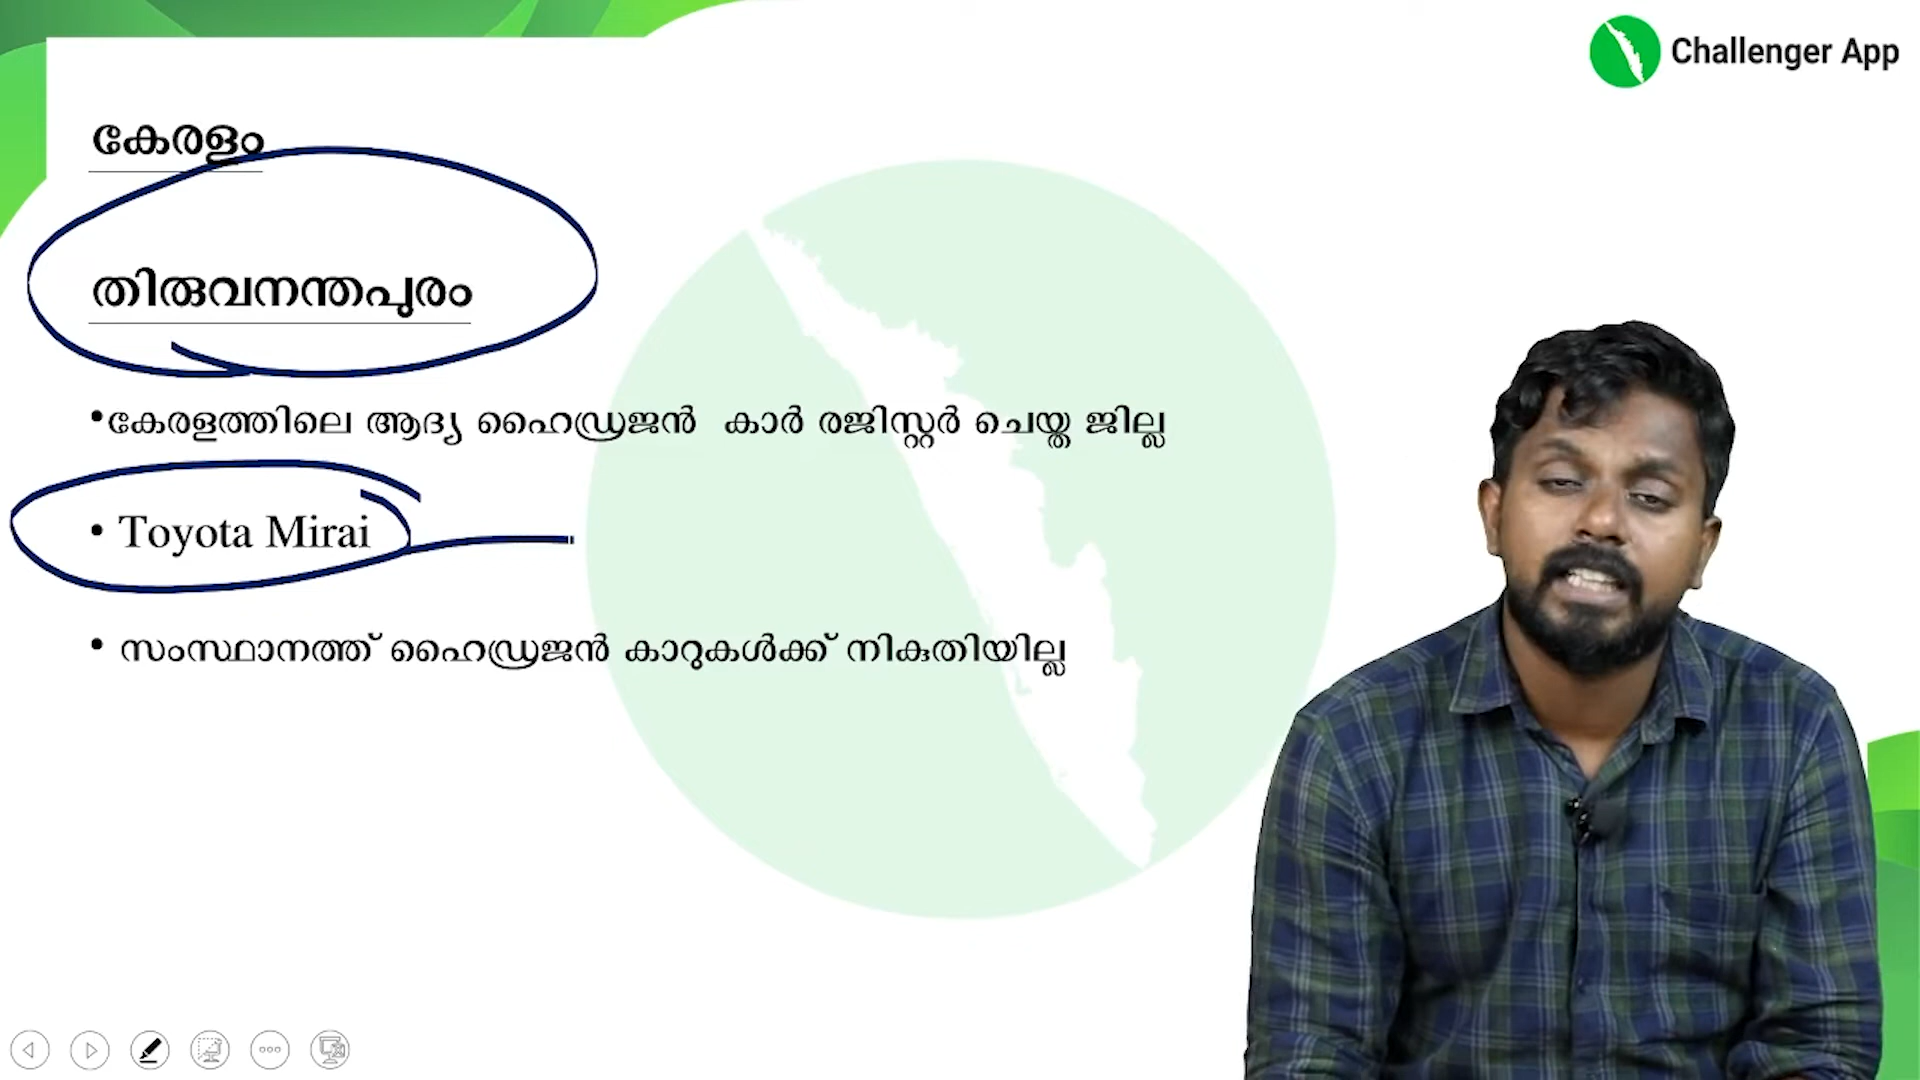 Challenger App
കേരളം
തിരുവനന്തപുരം
•കേരളത്തിലെ ആദ്യ ഹൈഡ്രജൻ കാർ രജിസ്റ്റർ ചെയ്ത ജില്ല
• Toyota Mirai
• സംസ്ഥാനത്ത് ഹൈഡ്രജൻ കാറുകൾക്ക് നികുതിയില്ല